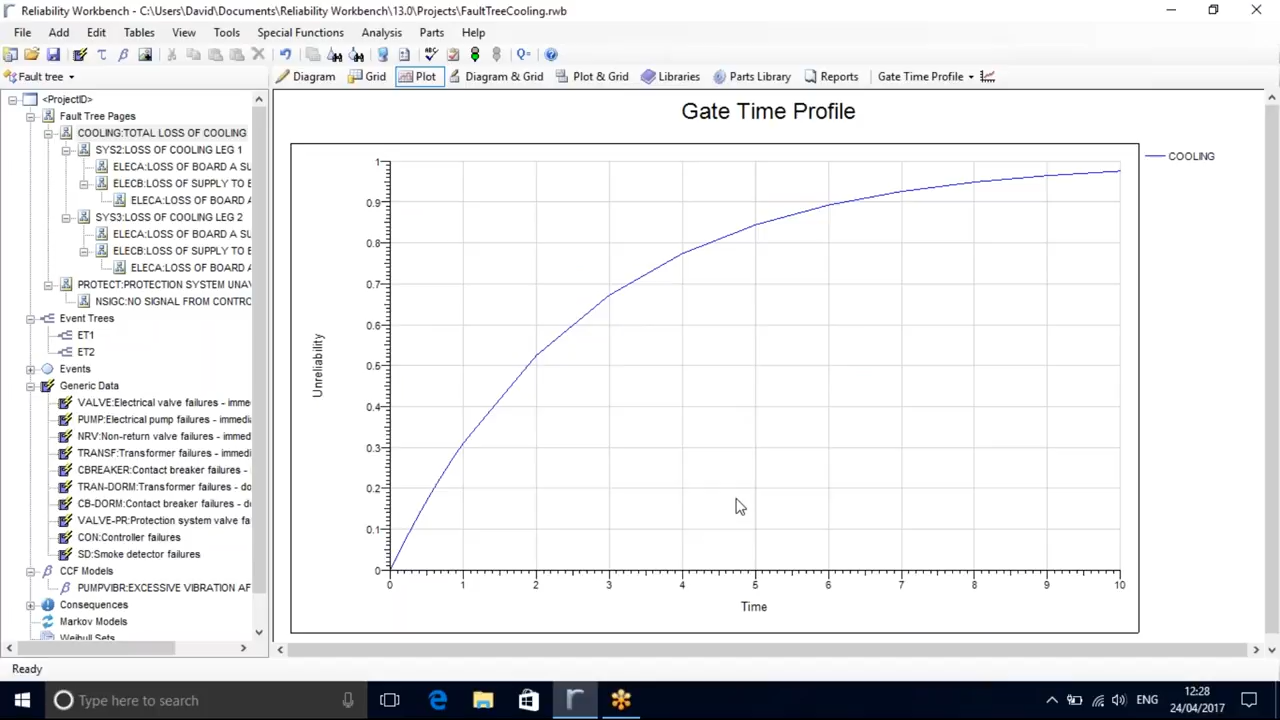 Reliability Workbench - C:\Users\David\Documents\Reliability Workbench\13.0\Projects\FaultTreeCooling.rwb
File Add Edit Tables View Tools Special Functions Analysis Parts Help
Fault tree Diagram Grid Plot Diagram & Grid Plot & Grid Libraries Parts Library Reports Gate Time Profile
<ProjectID>
Fault Tree Pages
COOLING:TOTAL LOSS OF COOLING
SYS2:LOSS OF COOLING LEG 1
ELECA:LOSS OF BOARD A SU
ELECB:LOSS OF SUPPLY TO E
ELECA:LOSS OF BOARD A
SYS3:LOSS OF COOLING LEG 2
ELECA:LOSS OF BOARD A SU
ELECB:LOSS OF SUPPLY TO E
ELECA:LOSS OF BOARD A
PROTECT:PROTECTION SYSTEM UNAV
NSIGC:NO SIGNAL FROM CONTRO
Event Trees
ET1
ET2
Events
Generic Data
VALVE:Electrical valve failures - imme
PUMP:Electrical pump failures - immedia
NRV:Non-return valve failures - immed
TRANSF:Transformer failures - immedia
CBREAKER:Contact breaker failures -
TRAN-DORM:Transformer failures - do
CB-DORM:Contact breaker failures - d
VALVE-PR:Protection system valve fa
CON:Controller failures
SD:Smoke detector failures
CCF Models
PUMPVIBR:EXCESSIVE VIBRATION AF
Consequences
Markov Models
Weibull Sets
Gate Time Profile
COOLING
Unreliability
1
0.9
0.8
0.7
0.6
0.5
0.4
0.3
0.2
0.1
0
0 1 2 3 4 5 6 7 8 9 10
Time
Ready
Type here to search
ENG
12:28
24/04/2017